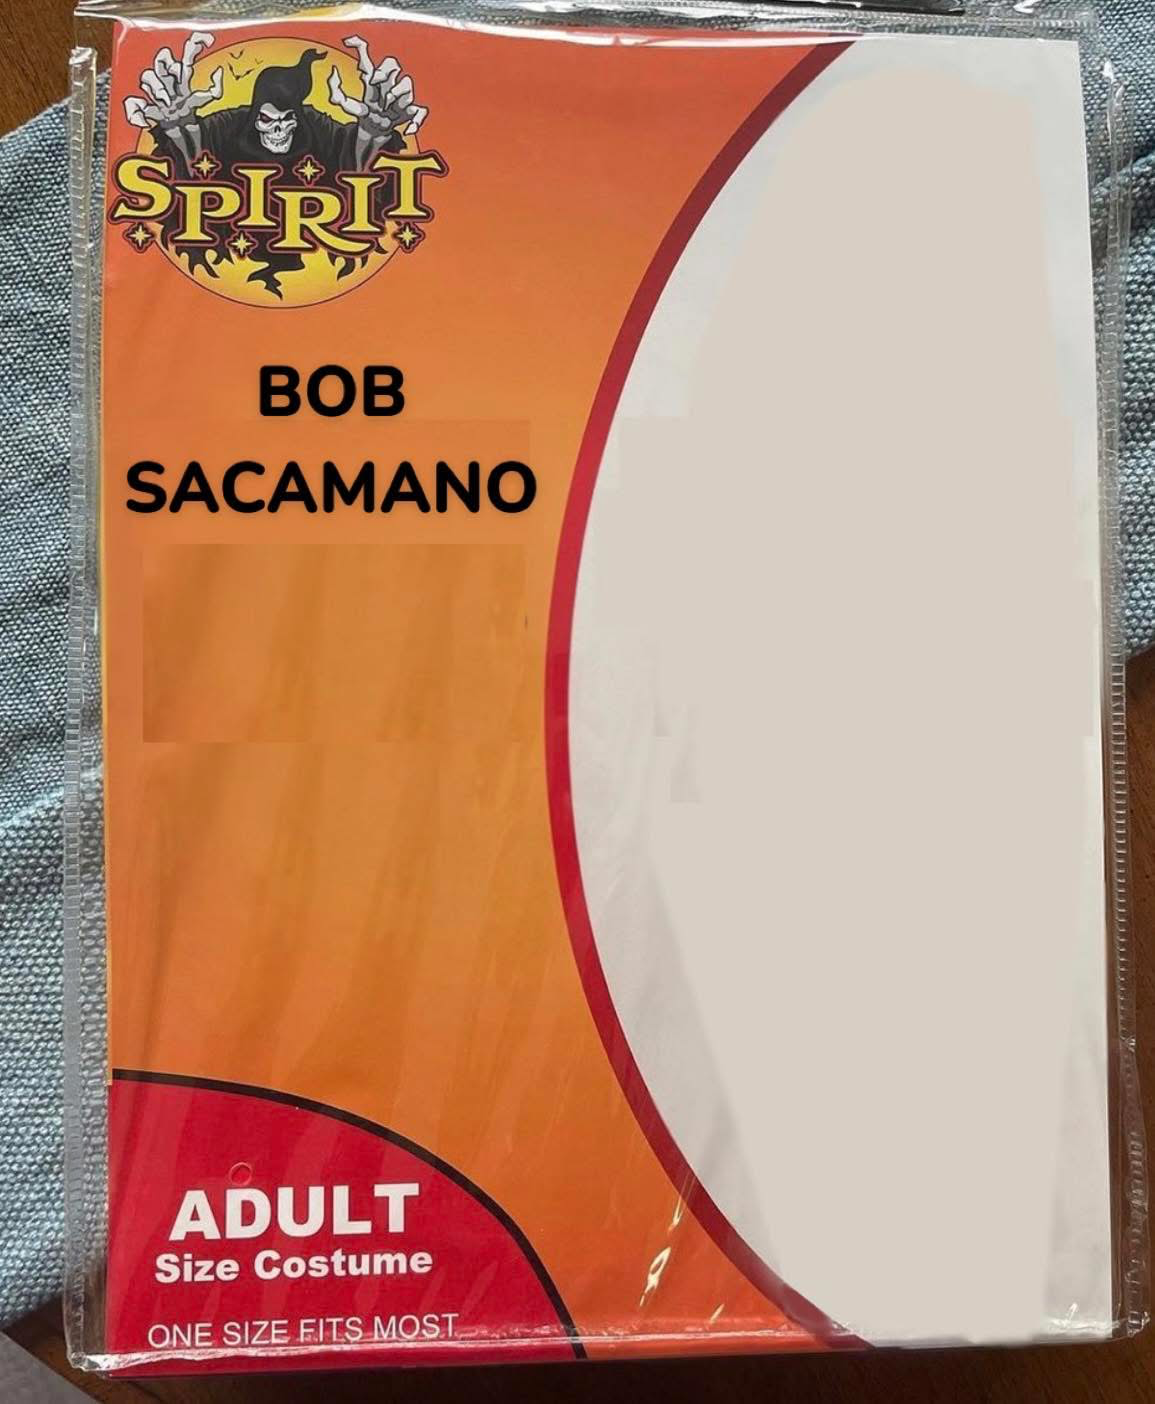 SPIRIT
BOB
SACAMANO
ADULT
Size Costume
ONE SIZE FITS MOST